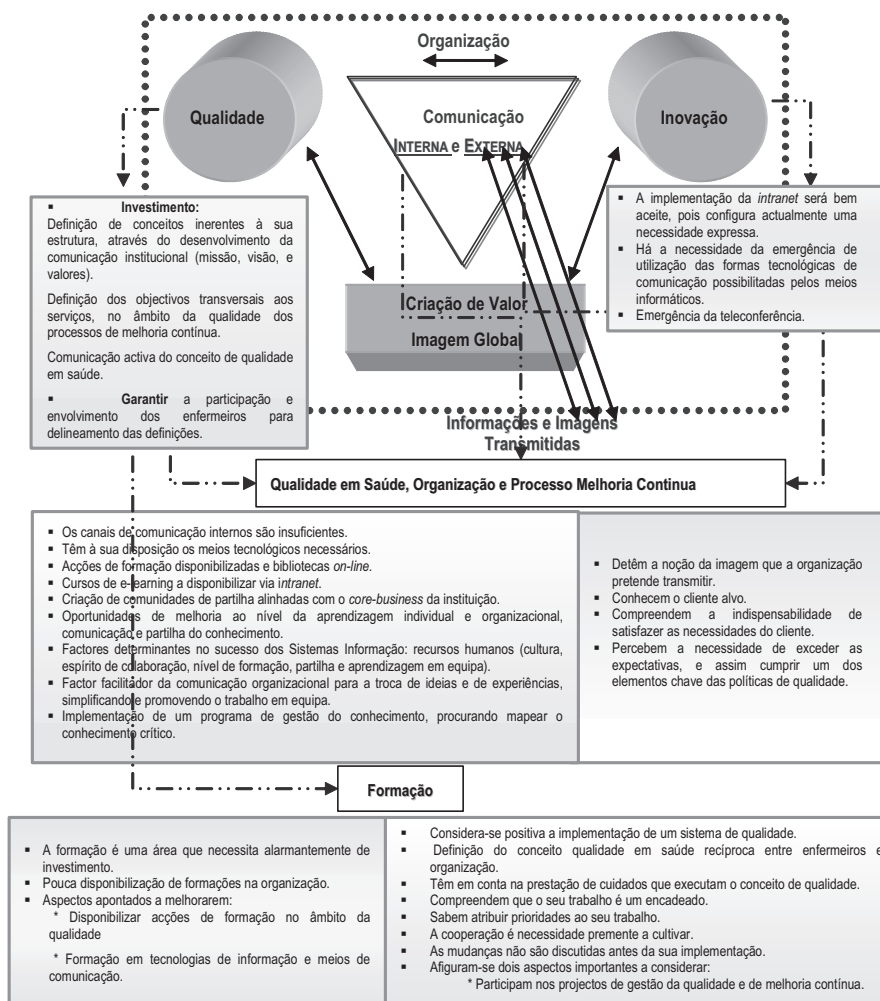 Organização
Qualidade
Comunicação
INTERNA e EXTERNA
Inovação
▪ Investimento:
Definição de conceitos inerentes à sua
estrutura, através do desenvolvimento da
comunicação institucional (missão, visão, e
valores).
Definição dos objectivos transversais aos
serviços, no âmbito da qualidade dos
processos de melhoria contínua.
Comunicação activa do conceito de qualidade
em saúde.
▪ Garantir a participação e
envolvimento dos enfermeiros para
delineamento das definições.
▪ A implementação da intranet será bem
aceite, pois configura actualmente uma
necessidade expressa.
▪ Há a necessidade da emergência de
utilização das formas tecnológicas de
comunicação possibilitadas pelos meios
informáticos.
▪ Emergência da teleconferência.
Criação de Valor
Imagem Global
Informações e Imagens
Transmitidas
Qualidade em Saúde, Organização e Processo Melhoria Continua
▪ Os canais de comunicação internos são insuficientes.
▪ Têm à sua disposição os meios tecnológicos necessários.
▪ Acções de formação disponibilizadas e bibliotecas on-line.
▪ Cursos de e-learning a disponibilizar via intranet.
▪ Criação de comunidades de partilha alinhadas com o core-business da instituição.
▪ Oportunidades de melhoria ao nível da aprendizagem individual e organizacional,
comunicação e partilha do conhecimento.
▪ Factores determinantes no sucesso dos Sistemas Informação: recursos humanos (cultura,
espírito de colaboração, nível de formação, partilha e aprendizagem em equipa).
▪ Factor facilitador da comunicação organizacional para a troca de ideias e de experiências,
simplificando e promovendo o trabalho em equipa.
▪ Implementação de um programa de gestão do conhecimento, procurando mapear o
conhecimento crítico.
▪ Detêm a noção da imagem que a organização
pretende transmitir.
▪ Conhecem o cliente alvo.
▪ Compreendem a indispensabilidade de
satisfazer as necessidades do cliente.
▪ Percebem a necessidade de exceder as
expectativas, e assim cumprir um dos
elementos chave das políticas de qualidade.
Formação
▪ A formação é uma área que necessita alarmantemente de
investimento.
▪ Pouca disponibilização de formações na organização.
▪ Aspectos apontados a melhorarem:
* Disponibilizar acções de formação no âmbito da
qualidade
* Formação em tecnologias de informação e meios de
comunicação.
▪ Considera-se positiva a implementação de um sistema de qualidade.
▪ Definição do conceito qualidade em saúde recíproca entre enfermeiros e
organização.
▪ Têm em conta na prestação de cuidados que executam o conceito de qualidade.
▪ Compreendem que o seu trabalho é um encadeado.
▪ Sabem atribuir prioridades ao seu trabalho.
▪ A cooperação é necessidade premente a cultivar.
▪ As mudanças não são discutidas antes da sua implementação.
▪ Afiguram-se dois aspectos importantes a considerar:
* Participam nos projectos de gestão da qualidade e de melhoria contínua.